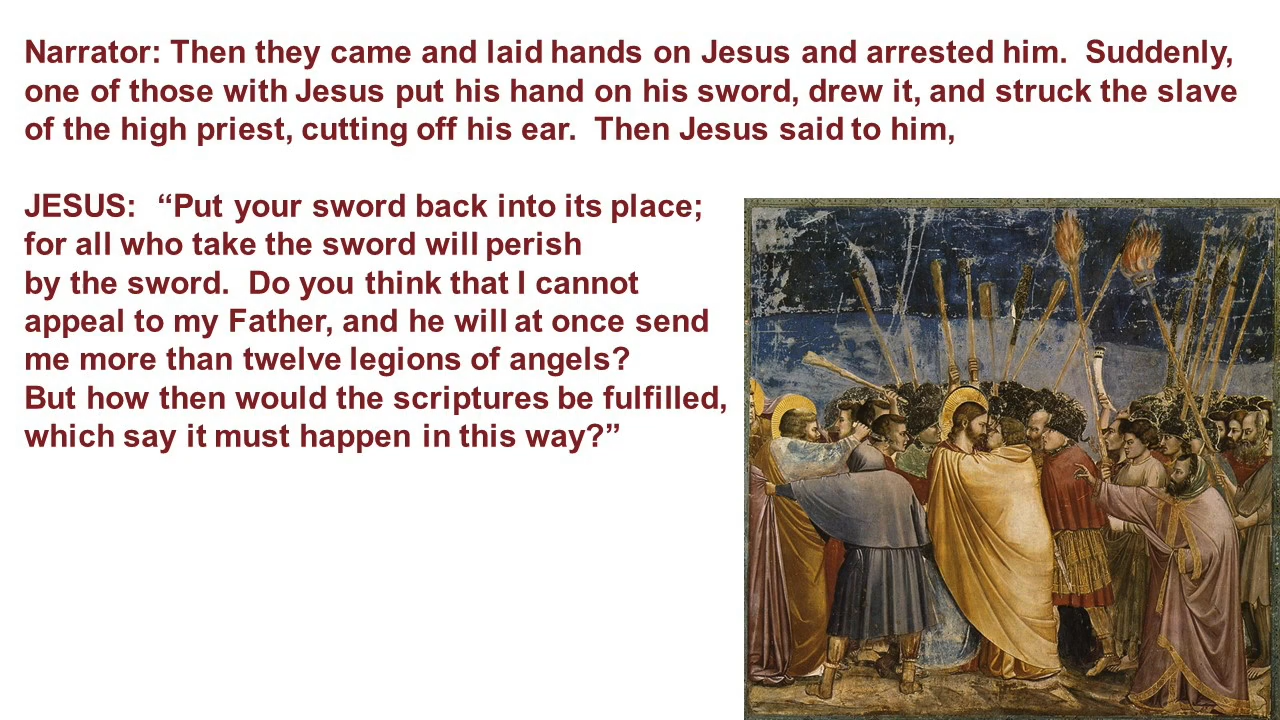 Narrator: Then they came and laid hands on Jesus and arrested him.  Suddenly,
one of those with Jesus put his hand on his sword, drew it, and struck the slave
of the high priest, cutting off his ear.  Then Jesus said to him,
JESUS:  “Put your sword back into its place;
for all who take the sword will perish
by the sword.  Do you think that I cannot
appeal to my Father, and he will at once send
me more than twelve legions of angels?
But how then would the scriptures be fulfilled,
which say it must happen in this way?”